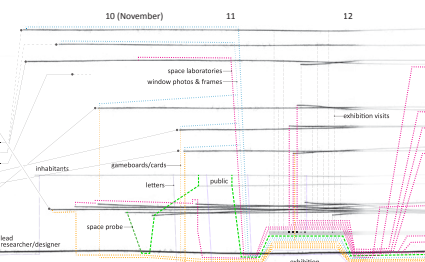 10 (November)
11
12
space laboratories
window photos & frames
exhibition visits
gameboards/cards
inhabitants
letters
public
space probe
lead
researcher/designer
exhibition